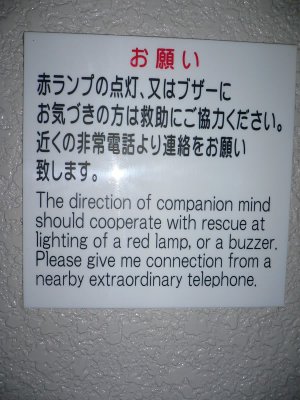 お願い
赤ランプの点灯、又はブザーに
お気づきの方は救助にご協力ください。
近くの非常電話より連絡をお願い
致します。
The direction of companion mind
should cooperate with rescue at
lighting of a red lamp, or a buzzer.
Please give me connection from a
nearby extraordinary telephone.